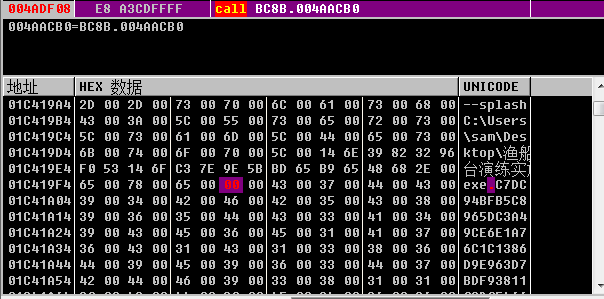 004ADF08 E8 A3CDFFFF call BC8B.004AACB0
004AACB0=BC8B.004AACB0
地址 HEX 数据 UNICODE
01C419A4 2D 00 2D 00 73 00 70 00 6C 00 61 00 73 00 68 00 --splash
01C419B4 43 00 3A 00 5C 00 55 00 73 00 65 00 72 00 73 00 C:\Users
01C419C4 5C 00 73 00 61 00 6D 00 5C 00 44 00 65 00 73 00 \sam\Des
01C419D4 6B 00 74 00 6F 00 70 00 5C 00 14 6E 39 82 32 96 ktop\渔船
01C419E4 F0 53 14 6F C3 7E 9E 5B BD 65 B9 65 48 68 2E 00 台演练实
01C419F4 65 00 78 00 65 00 00 00 43 00 37 00 44 00 43 00 exe.C7DC
01C41A04 39 00 34 00 42 00 46 00 42 00 35 00 43 00 38 00 94BFB5C8
01C41A14 39 00 36 00 35 00 44 00 43 00 33 00 41 00 34 00 965DC3A4
01C41A24 39 00 43 00 45 00 36 00 45 00 31 00 41 00 37 00 9CE6E1A7
01C41A34 36 00 43 00 31 00 43 00 31 00 33 00 38 00 36 00 6C1C1386
01C41A44 44 00 39 00 45 00 39 00 36 00 33 00 44 00 37 00 D9E963D7
01C41A54 42 00 44 00 46 00 39 00 33 00 38 00 31 00 31 00 BDF93811